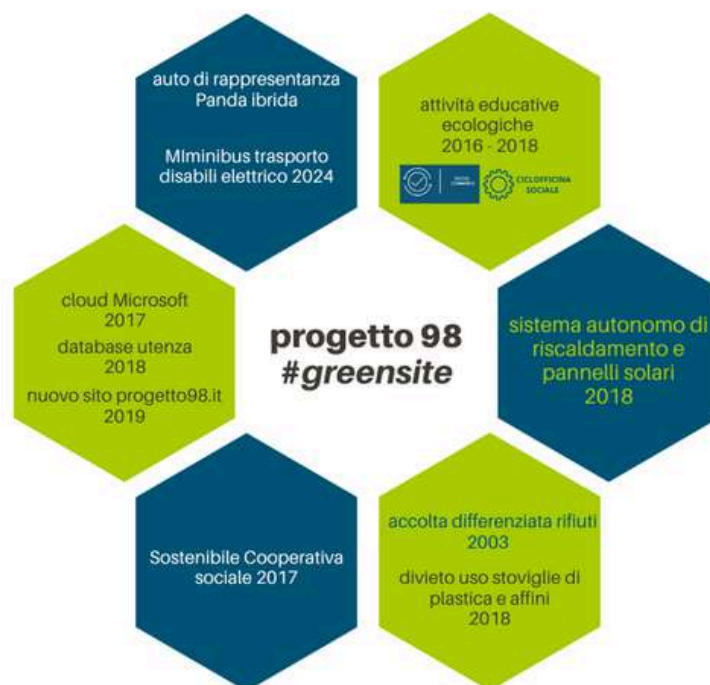 auto di rappresentanza
Panda ibrida
MIminibus trasporto
disabili elettrico 2024
attività educative
ecologiche
2016 - 2018
CICLOFFICINA
SOCIALE
cloud Microsoft
2017
database utenza
2018
nuovo sito progetto98.it
2019
progetto 98
#greensite
sistema autonomo di
riscaldamento e
pannelli solari
2018
Sostenibile Cooperativa
sociale 2017
accolta differenziata rifiuti
2003
divieto uso stoviglie di
plastica e affini
2018